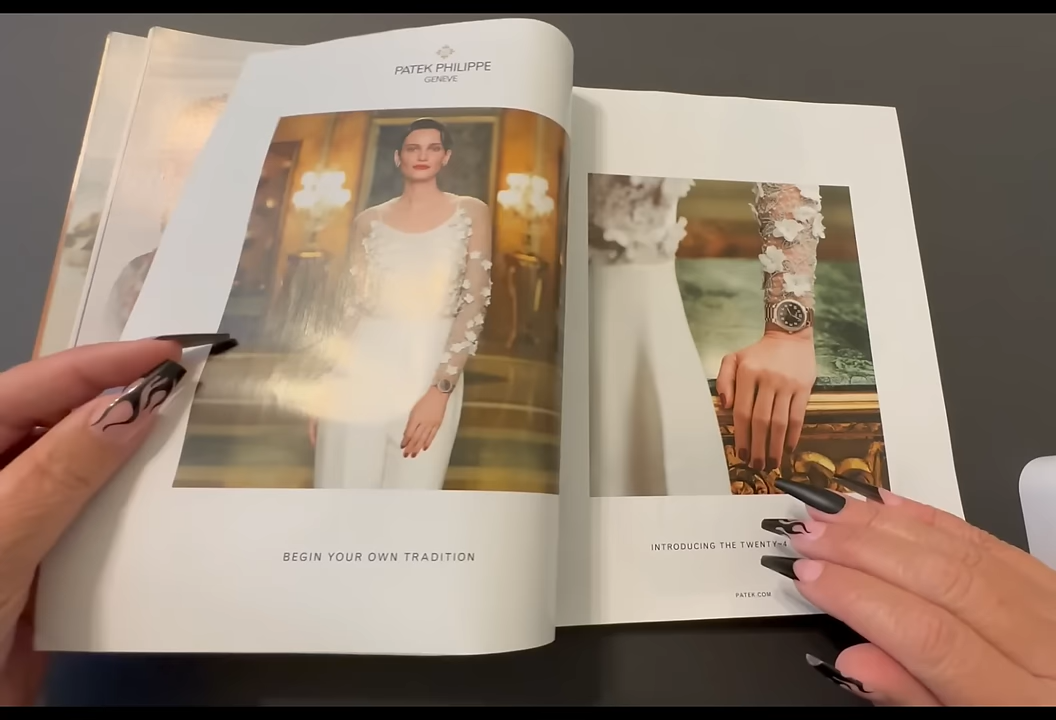 PATEK PHILIPPE
GENEVE
BEGIN YOUR OWN TRADITION
INTRODUCING THE TWENTY~4
PATEK.COM